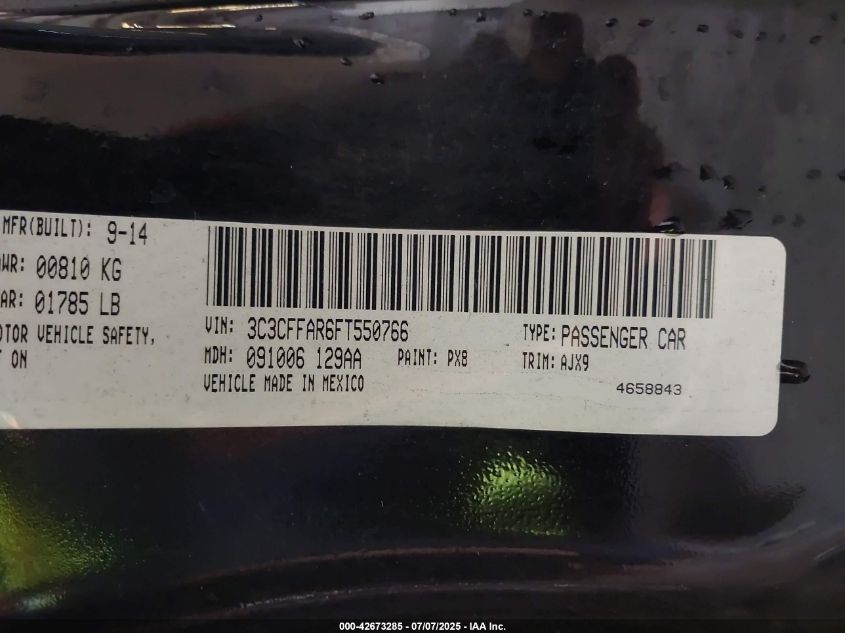 MFR(BUILT): 9-14
WR: 00810 KG
AR: 01785 LB
OTOR VEHICLE SAFETY,
T ON
VIN: 3C3CFFAR6FT550766 TYPE: PASSENGER CAR
MDH: 091006 129AA PAINT: PX8 TRIM: AJX9
VEHICLE MADE IN MEXICO 4658843
000-42673285 - 07/07/2025 - IAA Inc.